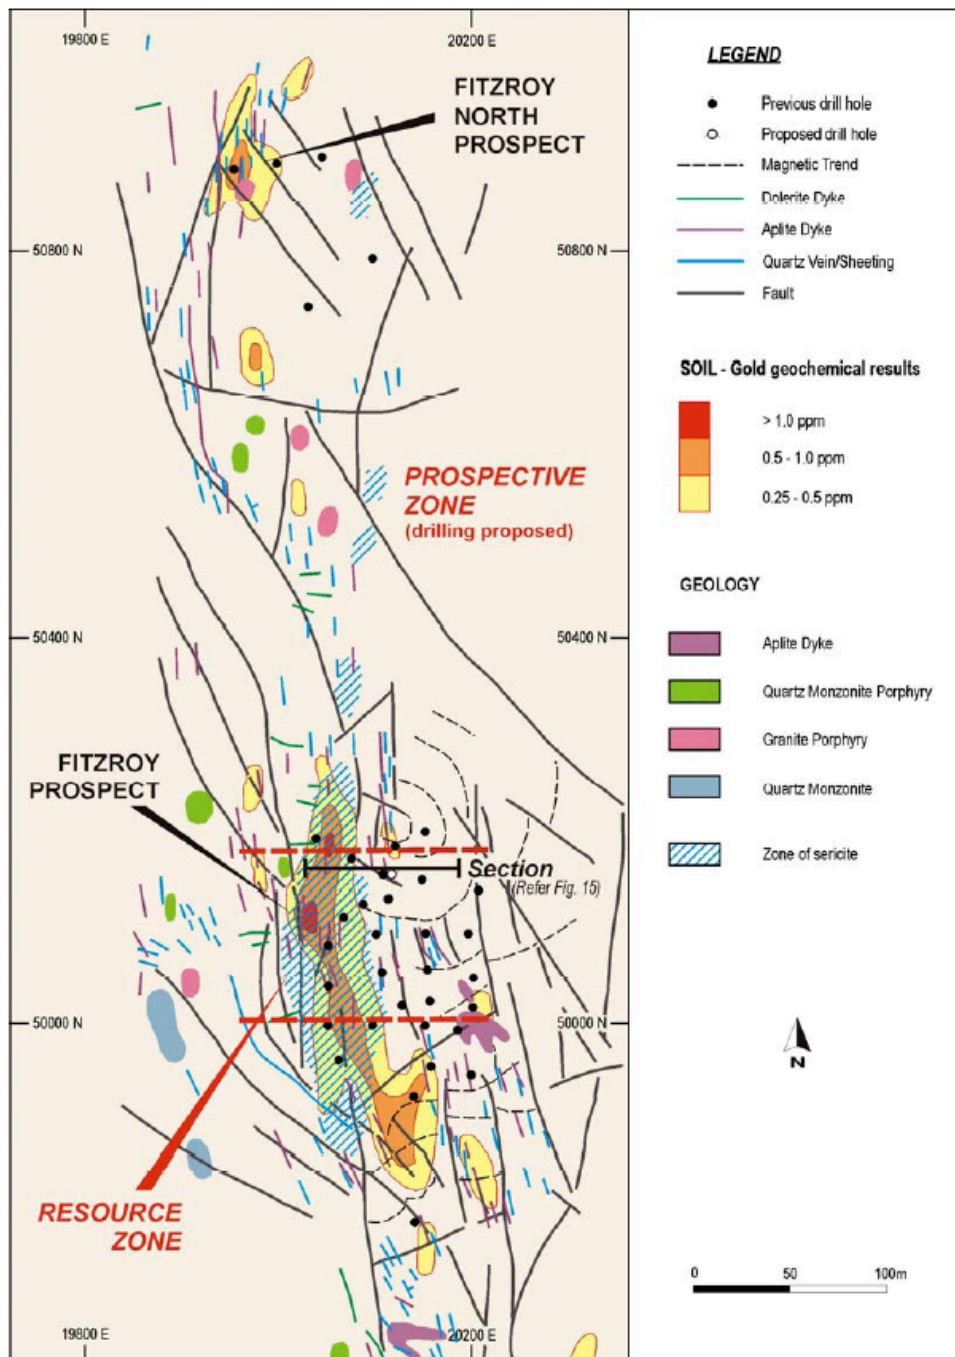 19800 E
20200 E
FITZROY
NORTH
PROSPECT
50800 N
50800 N
PROSPECTIVE
ZONE
(drilling proposed)
50400 N
50400 N
FITZROY
PROSPECT
Section
(Refer Fig. 15)
50000 N
50000 N
RESOURCE
ZONE
19800 E
20200 E
LEGEND
Previous drill hole
Proposed drill hole
Magnetic Trend
Dolerite Dyke
Aplite Dyke
Quartz Vein/Sheeting
Fault
SOIL - Gold geochemical results
> 1.0 ppm
0.5 - 1.0 ppm
0.25 - 0.5 ppm
GEOLOGY
Aplite Dyke
Quartz Monzonite Porphyry
Granite Porphyry
Quartz Monzonite
Zone of sericite
N
0 50 100m